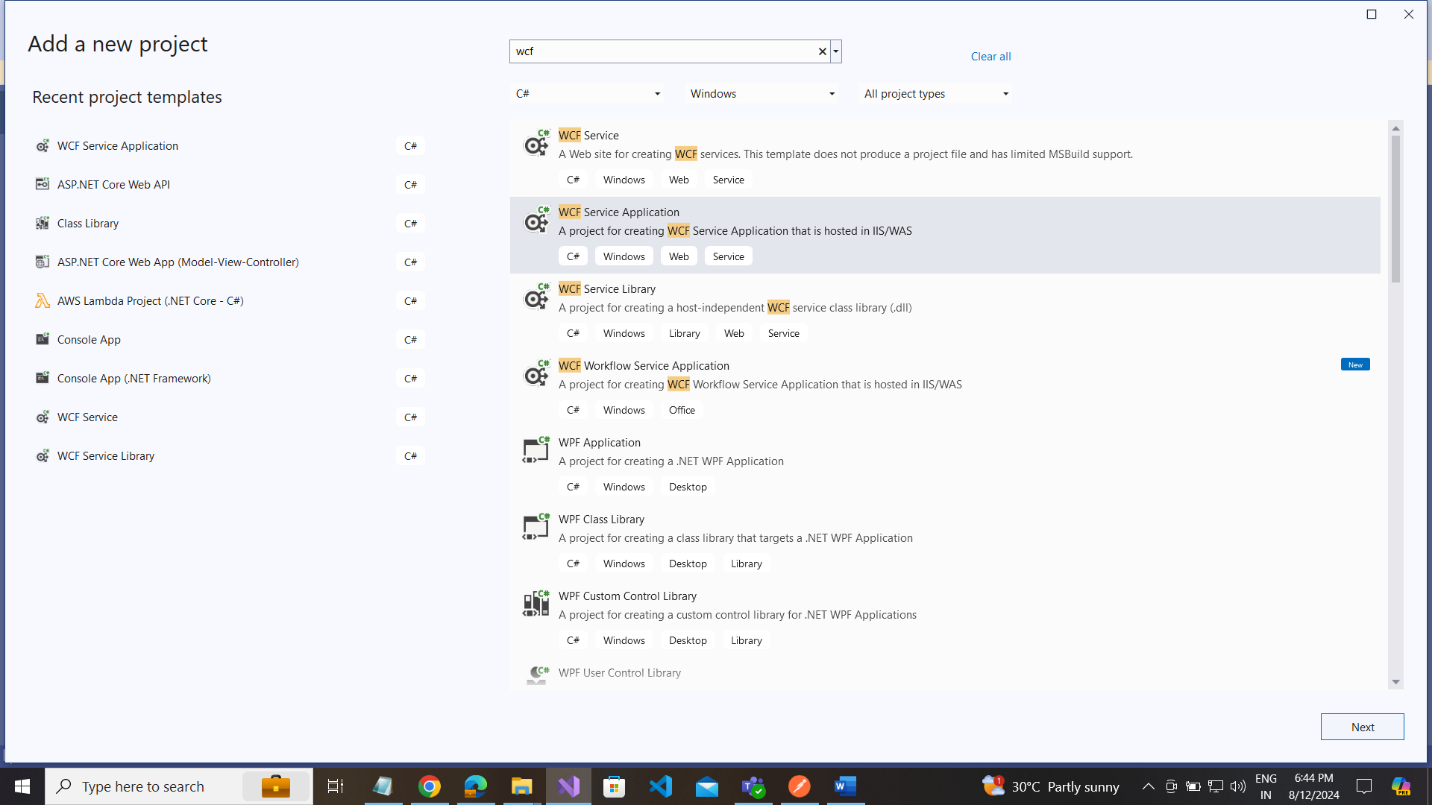 Add a new project
Recent project templates
WCF Service Application C#
ASP.NET Core Web API C#
Class Library C#
ASP.NET Core Web App (Model-View-Controller) C#
AWS Lambda Project (.NET Core - C#) C#
Console App C#
Console App (.NET Framework) C#
WCF Service C#
WCF Service Library C#
wcf
Clear all
C# Windows All project types
WCF Service
A Web site for creating WCF services. This template does not produce a project file and has limited MSBuild support.
C# Windows Web Service
WCF Service Application
A project for creating WCF Service Application that is hosted in IIS/WAS
C# Windows Web Service
WCF Service Library
A project for creating a host-independent WCF service class library (.dll)
C# Windows Library Web Service
WCF Workflow Service Application New
A project for creating WCF Workflow Service Application that is hosted in IIS/WAS
C# Windows Office
WPF Application
A project for creating a .NET WPF Application
C# Windows Desktop
WPF Class Library
A project for creating a class library that targets a .NET WPF Application
C# Windows Desktop Library
WPF Custom Control Library
A project for creating a custom control library for .NET WPF Applications
C# Windows Desktop Library
WPF User Control Library
Next
Type here to search
30°C Partly sunny
ENG
IN
6:44 PM
8/12/2024